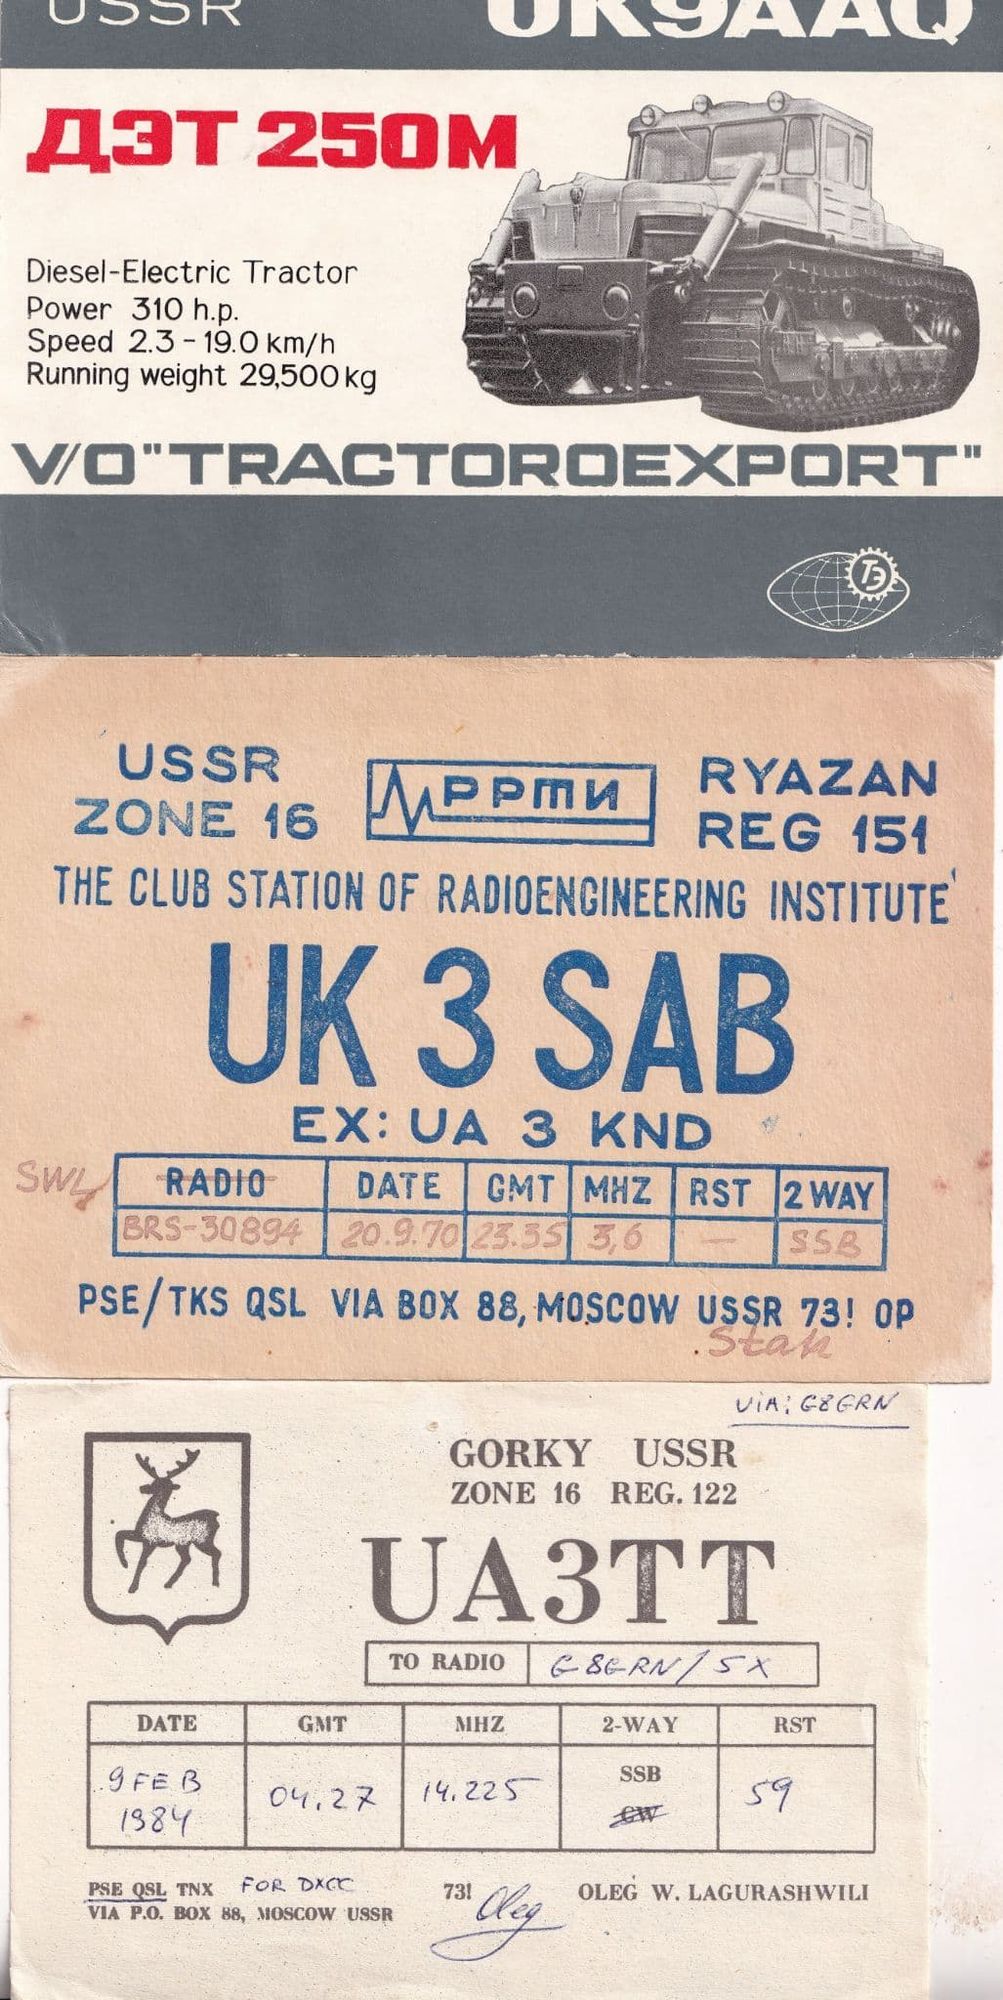 USSR UK9AAQ
ДЭТ 250М
Diesel-Electric Tractor
Power 310 h.p.
Speed 2.3 - 19.0 km/h
Running weight 29,500 kg
V/O "TRACTOROEXPORT"
ТЭ
USSR
ZONE 16
РРТИ
RYAZAN
REG 151
THE CLUB STATION OF RADIOENGINEERING INSTITUTE
UK 3 SAB
EX: UA 3 KND
SWL RADIO DATE GMT MHZ RST 2 WAY
BRS-30894 20.9.70 23.35 3,6 — SSB
PSE/TKS QSL VIA BOX 88, MOSCOW USSR 73! OP
VIA: G8GRN
GORKY USSR
ZONE 16 REG. 122
UA3TT
TO RADIO G8GRN/5X
DATE GMT MHZ 2-WAY RST
9 FEB 1984 04.27 14.225 SSB CW 59
PSE QSL TNX FOR DXCC 73! Oleg OLEG W. LAGURASHWILI
VIA P.O. BOX 88, MOSCOW USSR